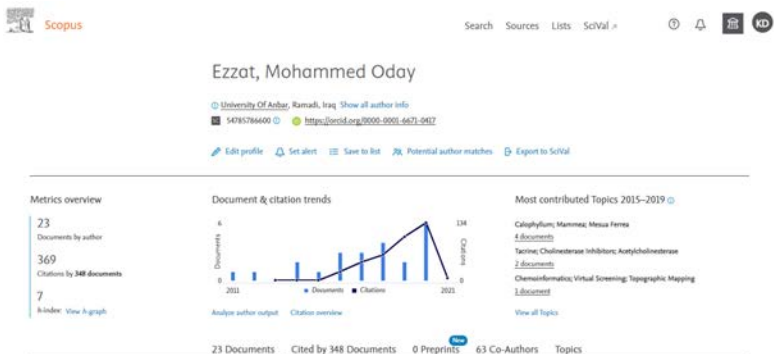 Scopus
Search Sources Lists SciVal ↗
KD
Ezzat, Mohammed Oday
University Of Anbar, Ramadi, Iraq Show all author info
54785786600 https://orcid.org/0000-0001-6671-0417
Edit profile Set alert Save to list Potential author matches Export to SciVal
Metrics overview
23
Documents by author
369
Citations by 348 documents
7
h-index: View h-graph
Document & citation trends
6
134
Documents
Citations
0
0
2011
2021
Documents Citations
Analyze author output Citation overview
Most contributed Topics 2015–2019
Calophyllum; Mammea; Mesua Ferrea
4 documents
Tacrine; Cholinesterase Inhibitors; Acetylcholinesterase
2 documents
Chemoinformatics; Virtual Screening; Topographic Mapping
1 document
View all Topics
New
23 Documents Cited by 348 Documents 0 Preprints 63 Co-Authors Topics